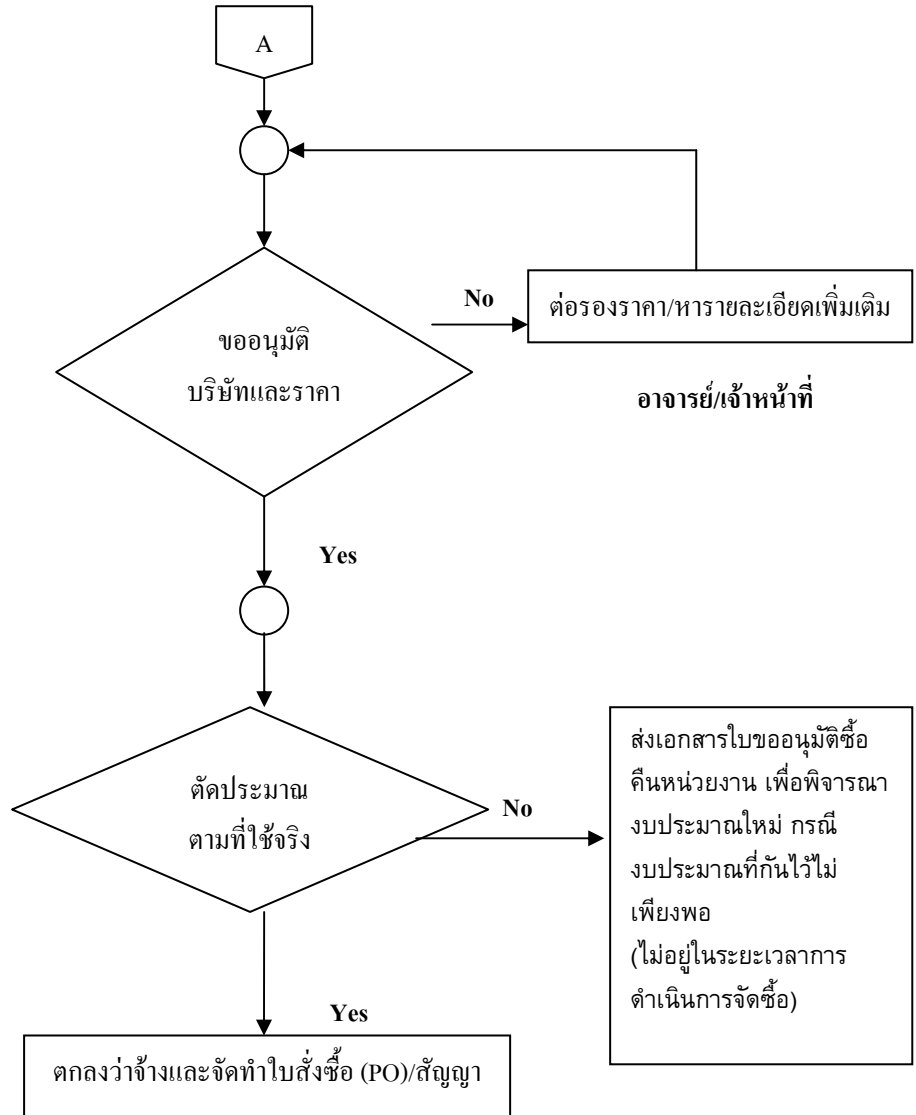 A
ขออนุมัติ
บริษัทและราคา
No
ต่อรองราคา/หารายละเอียดเพิ่มเติม
อาจารย์/เจ้าหน้าที่
Yes
ตัดประมาณ
ตามที่ใช้จริง
No
ส่งเอกสารใบขออนุมัติซื้อ
คืนหน่วยงาน เพื่อพิจารณา
งบประมาณใหม่ กรณี
งบประมาณที่กันไว้ไม่
เพียงพอ
(ไม่อยู่ในระยะเวลาการ
ดำเนินการจัดซื้อ)
Yes
ตกลงว่าจ้างและจัดทำใบสั่งซื้อ (PO)/สัญญา